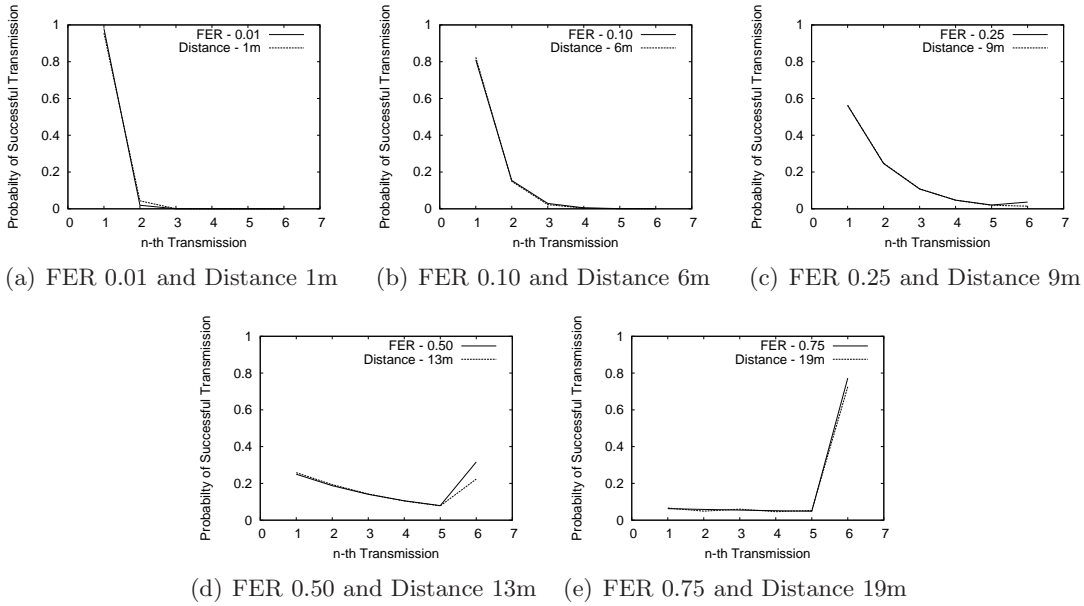 Probabiity of Successful Transmission
1
0.8
0.6
0.4
0.2
0
0 1 2 3 4 5 6 7
n-th Transmission
FER - 0.01
Distance - 1m
(a) FER 0.01 and Distance 1m
Probabiity of Successful Transmission
1
0.8
0.6
0.4
0.2
0
0 1 2 3 4 5 6 7
n-th Transmission
FER - 0.10
Distance - 6m
(b) FER 0.10 and Distance 6m
Probabiity of Successful Transmission
1
0.8
0.6
0.4
0.2
0
0 1 2 3 4 5 6 7
n-th Transmission
FER - 0.25
Distance - 9m
(c) FER 0.25 and Distance 9m
Probabiity of Successful Transmission
1
0.8
0.6
0.4
0.2
0
0 1 2 3 4 5 6 7
n-th Transmission
FER - 0.50
Distance - 13m
(d) FER 0.50 and Distance 13m
Probabiity of Successful Transmission
1
0.8
0.6
0.4
0.2
0
0 1 2 3 4 5 6 7
n-th Transmission
FER - 0.75
Distance - 19m
(e) FER 0.75 and Distance 19m